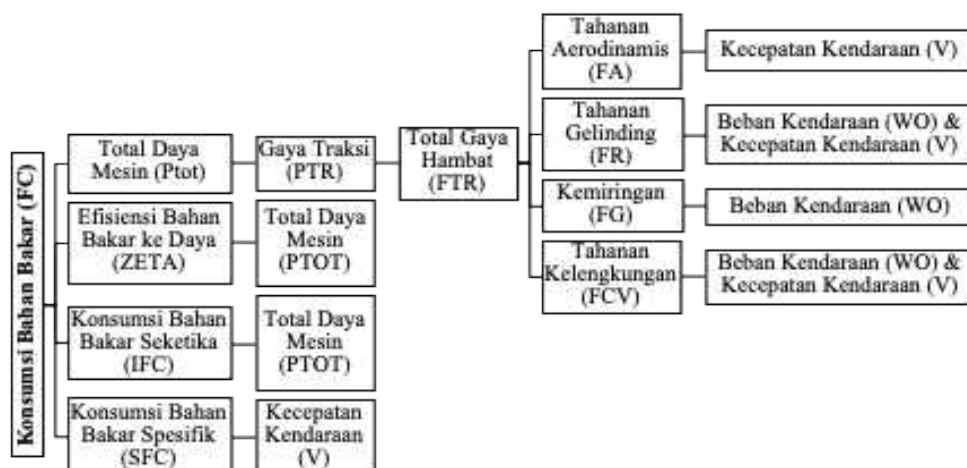 Konsumsi Bahan Bakar (FC)
Total Daya
Mesin (Ptot)
Gaya Traksi
(PTR)
Total Gaya
Hambat
(FTR)
Tahanan
Aerodinamis
(FA)
Kecepatan Kendaraan (V)
Tahanan
Gelinding
(FR)
Beban Kendaraan (WO) &
Kecepatan Kendaraan (V)
Kemiringan
(FG)
Beban Kendaraan (WO)
Tahanan
Kelengkungan
(FCV)
Beban Kendaraan (WO) &
Kecepatan Kendaraan (V)
Efisiensi Bahan
Bakar ke Daya
(ZETA)
Total Daya
Mesin
(PTOT)
Konsumsi Bahan
Bakar Seketika
(IFC)
Total Daya
Mesin
(PTOT)
Konsumsi Bahan
Bakar Spesifik
(SFC)
Kecepatan
Kendaraan
(V)